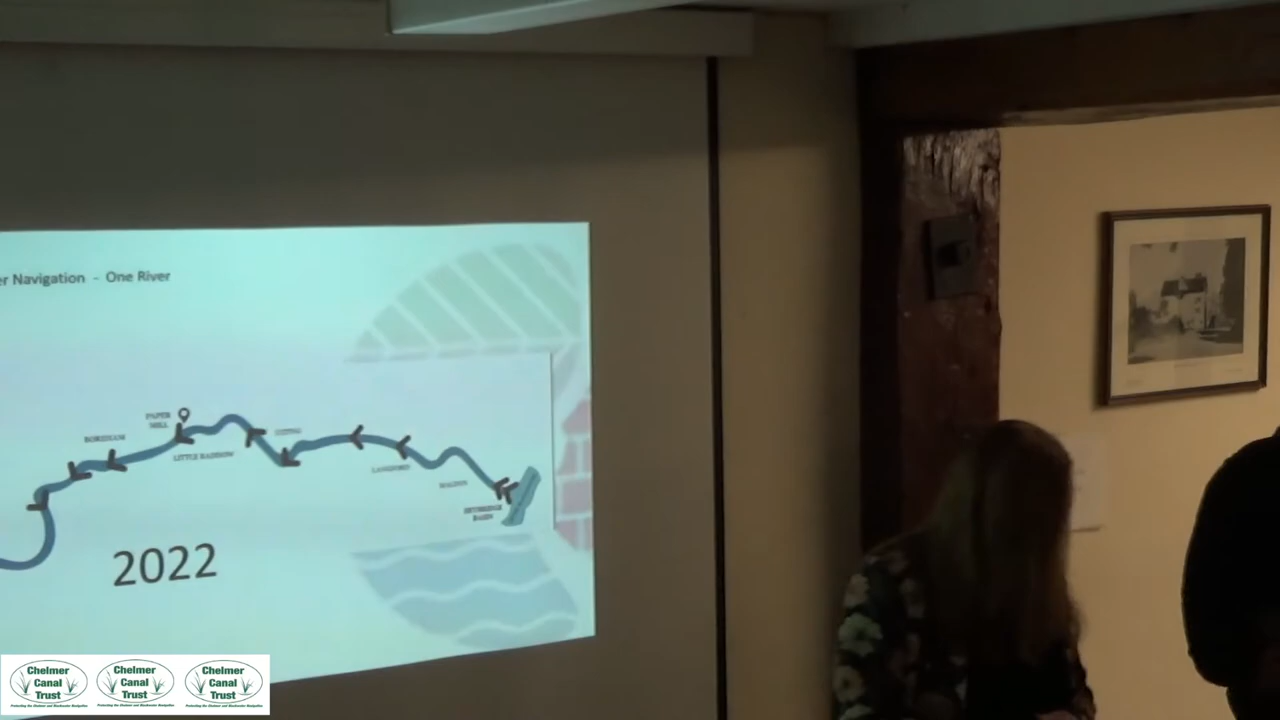 er Navigation - One River
PAPER
MILL
BOREHAM
LITTLE BADDOW
LANGFORD
MALDON
HEYBRIDGE
BASIN
2022
Chelmer
Canal
Trust
Chelmer
Canal
Trust
Chelmer
Canal
Trust